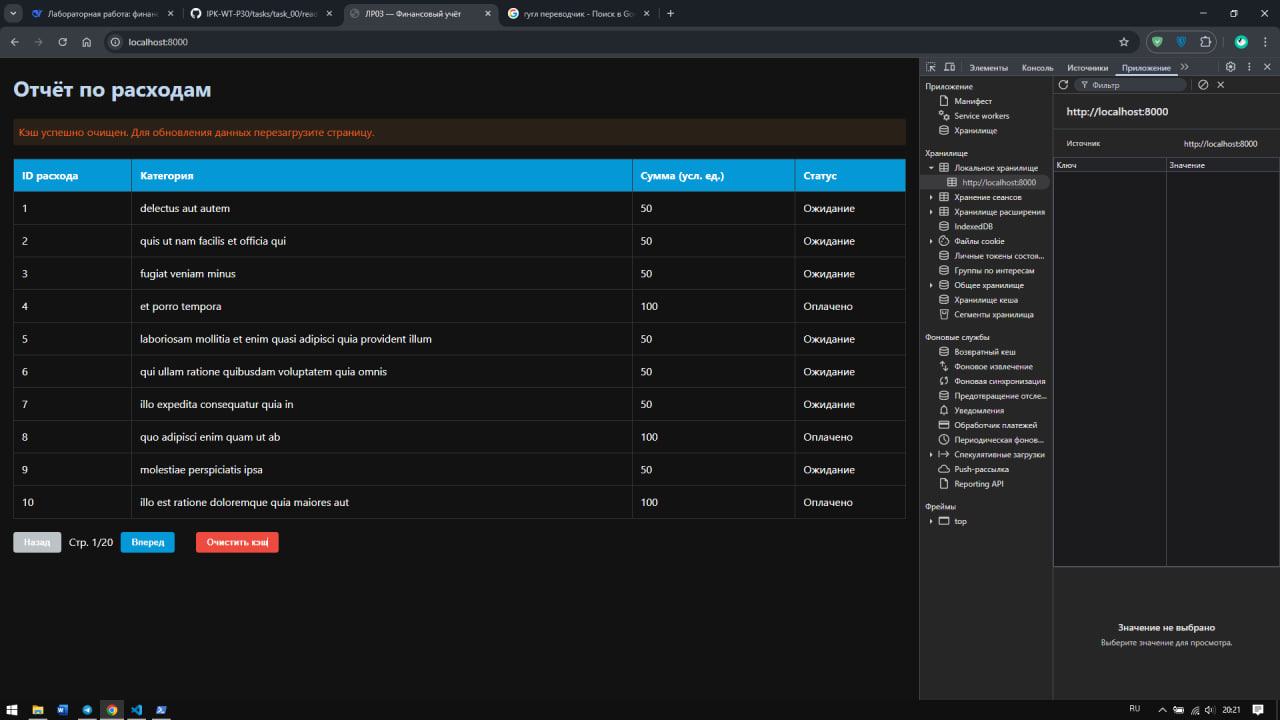 Лабораторная работа: финан
IPK-WT-P30/tasks/task_00/read
ЛР03 — Финансовый учёт
гугл переводчик - Поиск в Go
localhost:8000
Отчёт по расходам
Кэш успешно очищен. Для обновления данных перезагрузите страницу.
ID расхода Категория Сумма (усл. ед.) Статус
1 delectus aut autem 50 Ожидание
2 quis ut nam facilis et officia qui 50 Ожидание
3 fugiat veniam minus 50 Ожидание
4 et porro tempora 100 Оплачено
5 laboriosam mollitia et enim quasi adipisci quia provident illum 50 Ожидание
6 qui ullam ratione quibusdam voluptatem quia omnis 50 Ожидание
7 illo expedita consequatur quia in 50 Ожидание
8 quo adipisci enim quam ut ab 100 Оплачено
9 molestiae perspiciatis ipsa 50 Ожидание
10 illo est ratione doloremque quia maiores aut 100 Оплачено
Назад Стр. 1/20 Вперед Очистить кэш
Элементы Консоль Источники Приложение
Приложение
Манифест
Service workers
Хранилище
Хранилище
Локальное хранилище
http://localhost:8000
Хранение сеансов
Хранилище расширения
IndexedDB
Файлы cookie
Личные токены состоя...
Группы по интересам
Общее хранилище
Хранилище кеша
Сегменты хранилища
Фоновые службы
Возвратный кеш
Фоновое извлечение
Фоновая синхронизация
Предотвращение отсле...
Уведомления
Обработчик платежей
Периодическая фонов...
Спекулятивные загрузки
Push-рассылка
Reporting API
Фреймы
top
Фильтр
http://localhost:8000
Источник http://localhost:8000
Ключ Значение
Значение не выбрано
Выберите значение для просмотра.
RU 20:21